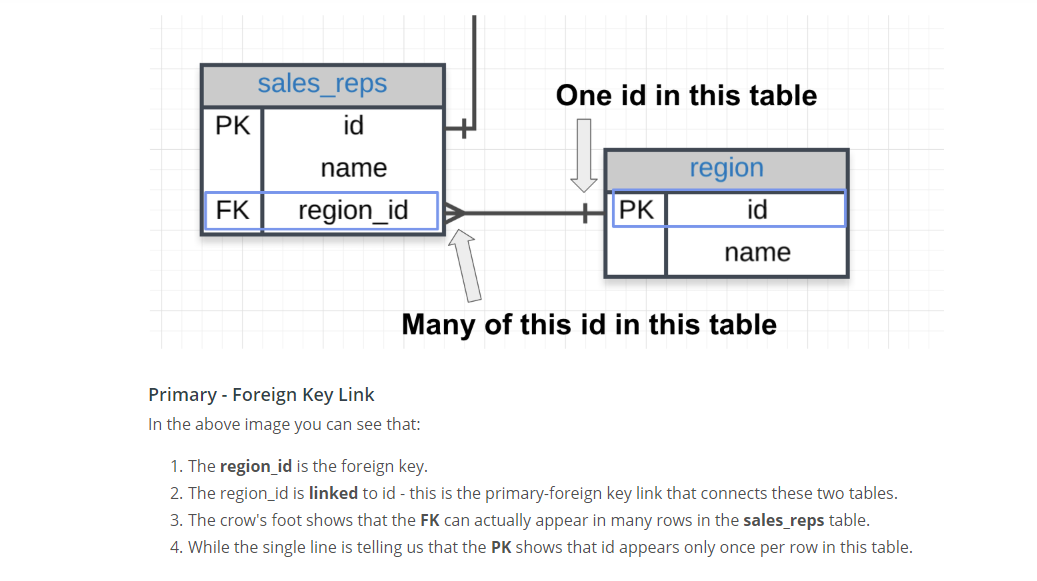 sales_reps
PK id
name
FK region_id
One id in this table
region
PK id
name
Many of this id in this table
Primary - Foreign Key Link
In the above image you can see that:
1. The region_id is the foreign key.
2. The region_id is linked to id - this is the primary-foreign key link that connects these two tables.
3. The crow's foot shows that the FK can actually appear in many rows in the sales_reps table.
4. While the single line is telling us that the PK shows that id appears only once per row in this table.